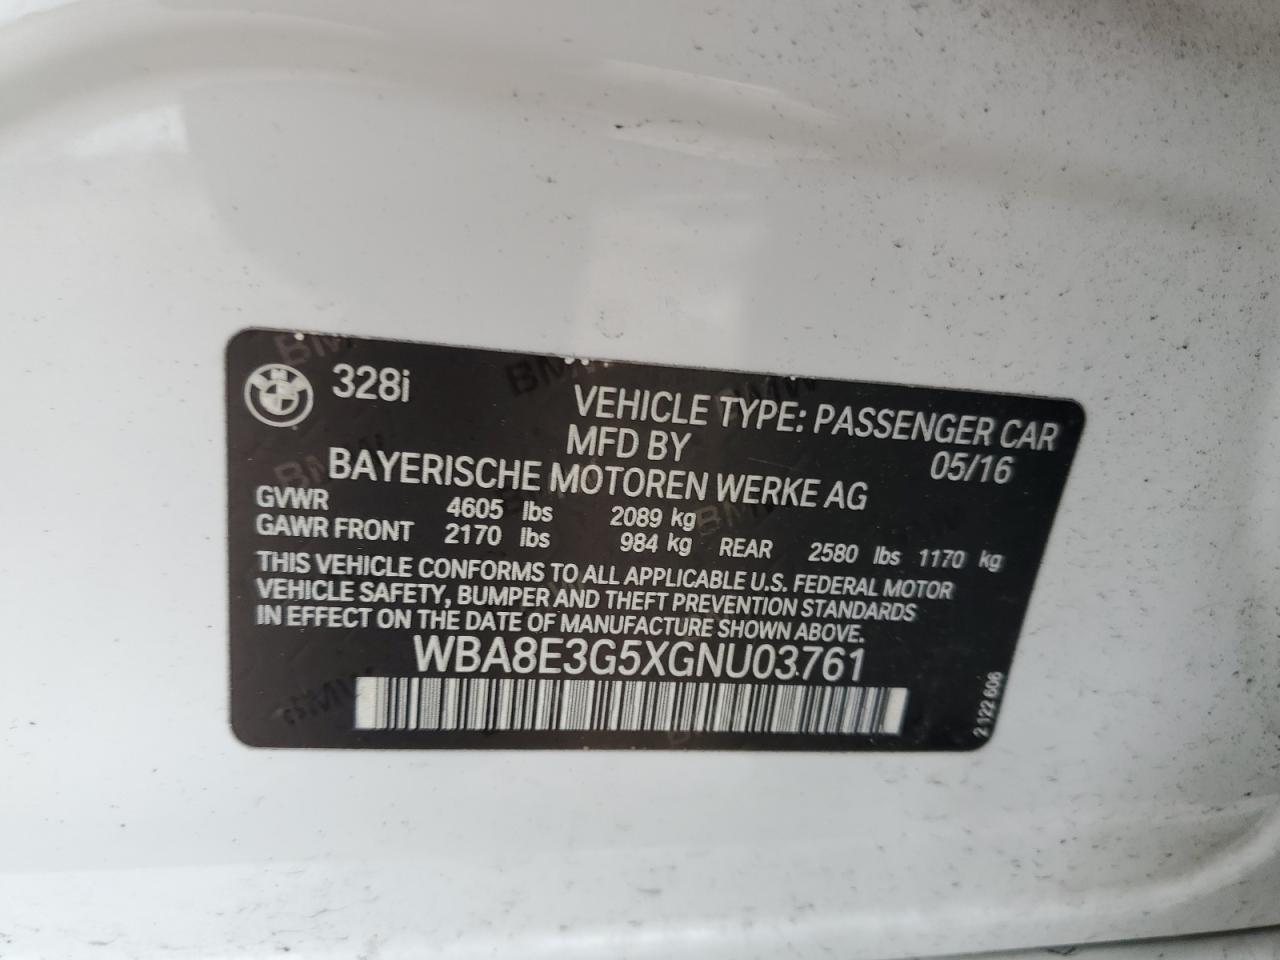 328i
VEHICLE TYPE: PASSENGER CAR
MFD BY
05/16
BAYERISCHE MOTOREN WERKE AG
GVWR 4605 lbs 2089 kg
GAWR FRONT 2170 lbs 984 kg REAR 2580 lbs 1170 kg
THIS VEHICLE CONFORMS TO ALL APPLICABLE U.S. FEDERAL MOTOR
VEHICLE SAFETY, BUMPER AND THEFT PREVENTION STANDARDS
IN EFFECT ON THE DATE OF MANUFACTURE SHOWN ABOVE.
WBA8E3G5XGNU03761
2 122 606